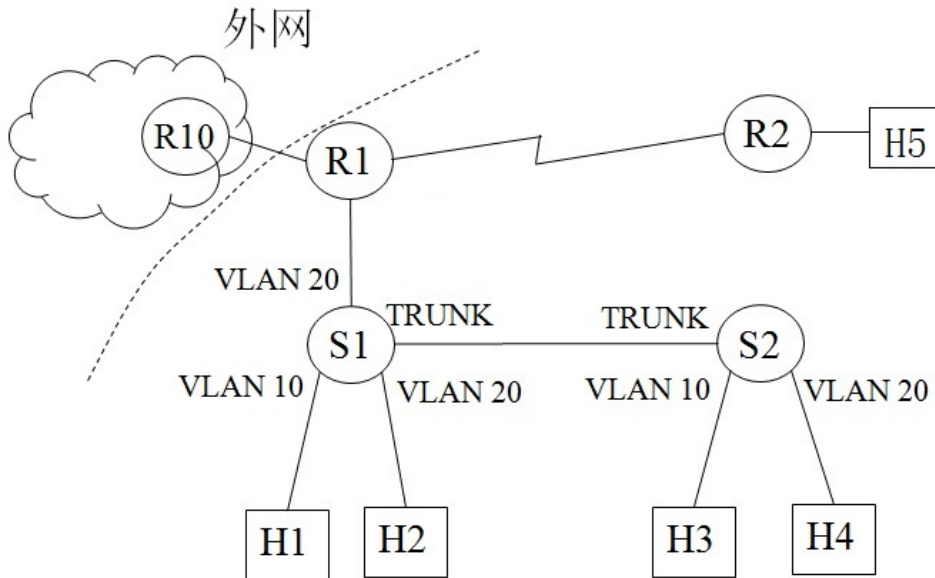 外网
R10
R1
R2
H5
VLAN 20
TRUNK
TRUNK
S1
S2
VLAN 10
VLAN 20
VLAN 10
VLAN 20
H1
H2
H3
H4